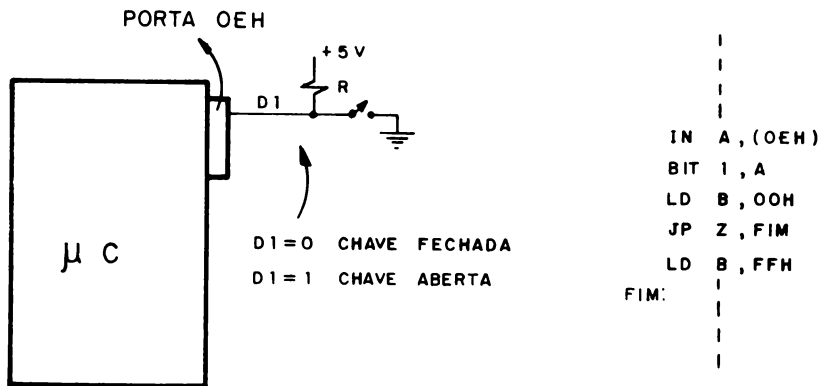 PORTA OEH
+5V
R
D1
μC
D1=0 CHAVE FECHADA
D1=1 CHAVE ABERTA
IN A,(OEH)
BIT 1,A
LD B,OOH
JP Z,FIM
LD B,FFH
FIM: